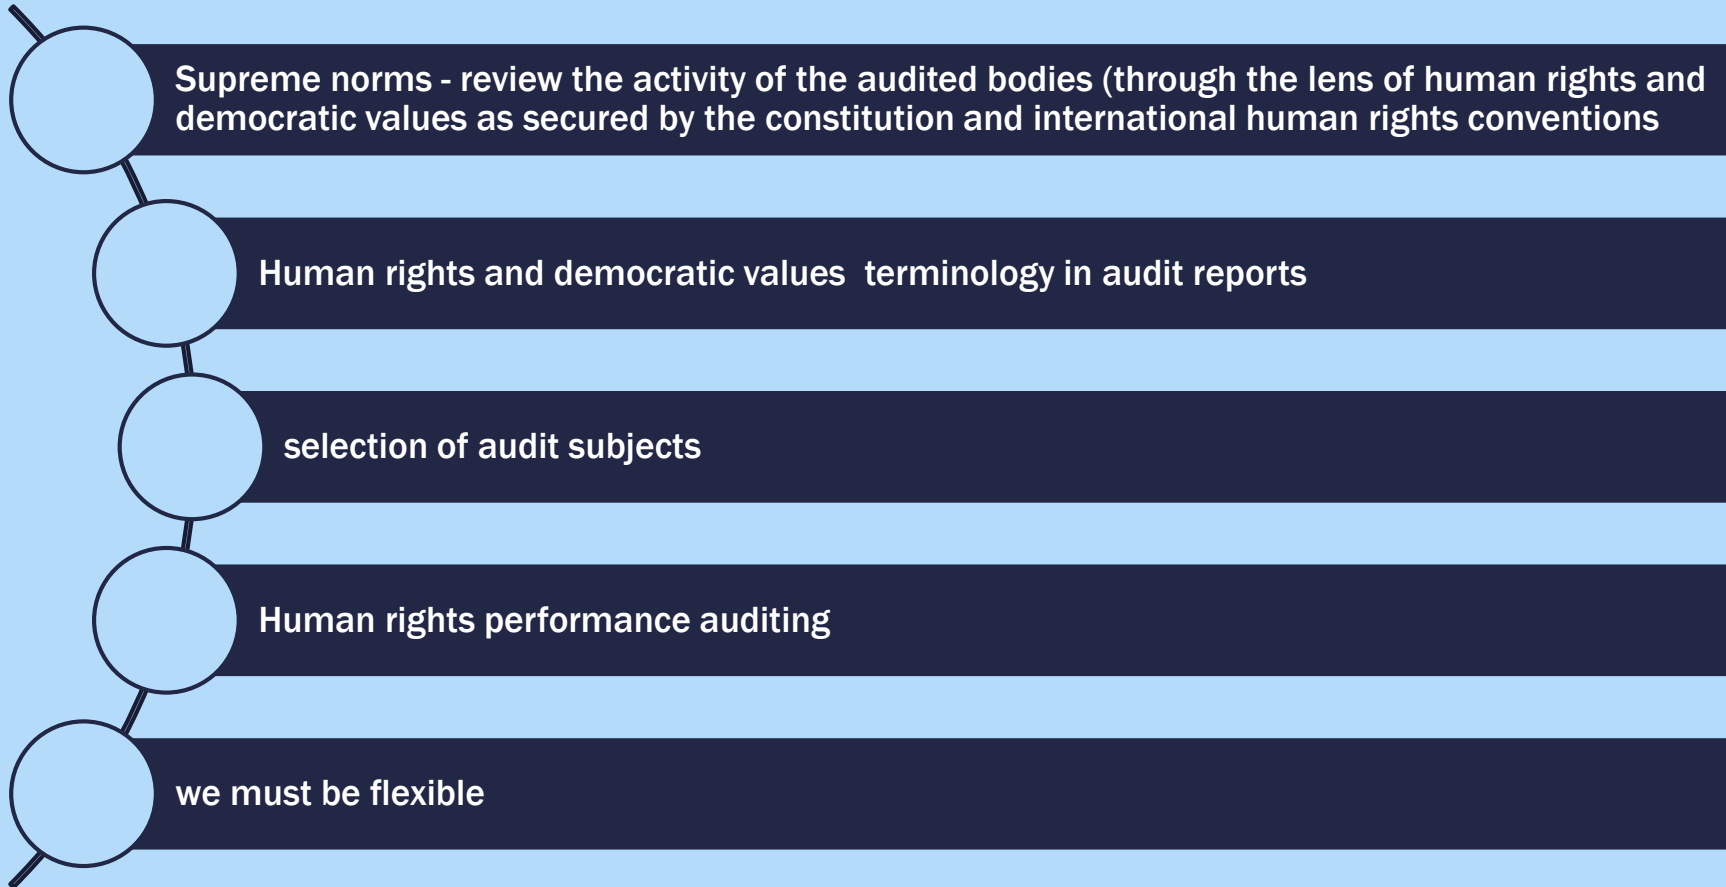 Supreme norms - review the activity of the audited bodies (through the lens of human rights and
democratic values as secured by the constitution and international human rights conventions
Human rights and democratic values  terminology in audit reports
selection of audit subjects
Human rights performance auditing
we must be flexible